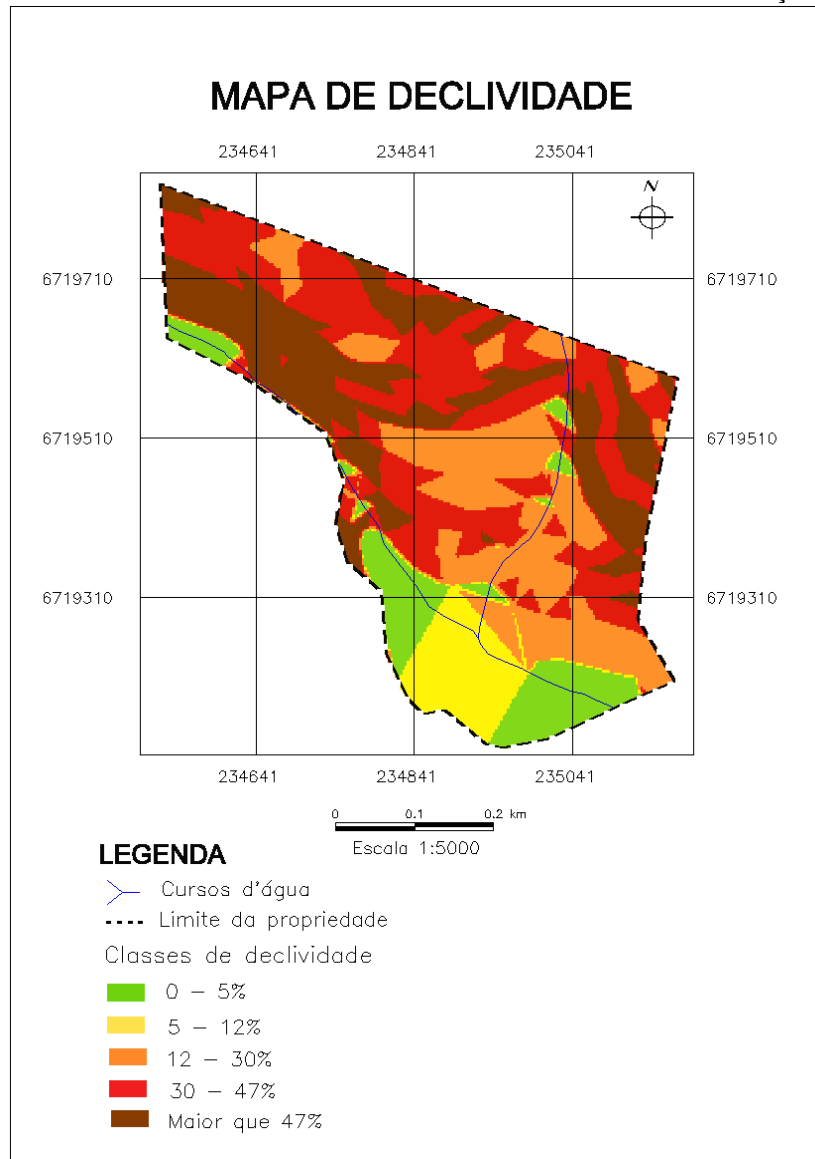 MAPA DE DECLIVIDADE
234641 234841 235041
N
6719710 6719710
6719510 6719510
6719310 6719310
234641 234841 235041
0 0.1 0.2 km
Escala 1:5000
LEGENDA
Cursos d'água
Limite da propriedade
Classes de declividade
0 – 5%
5 – 12%
12 – 30%
30 – 47%
Maior que 47%